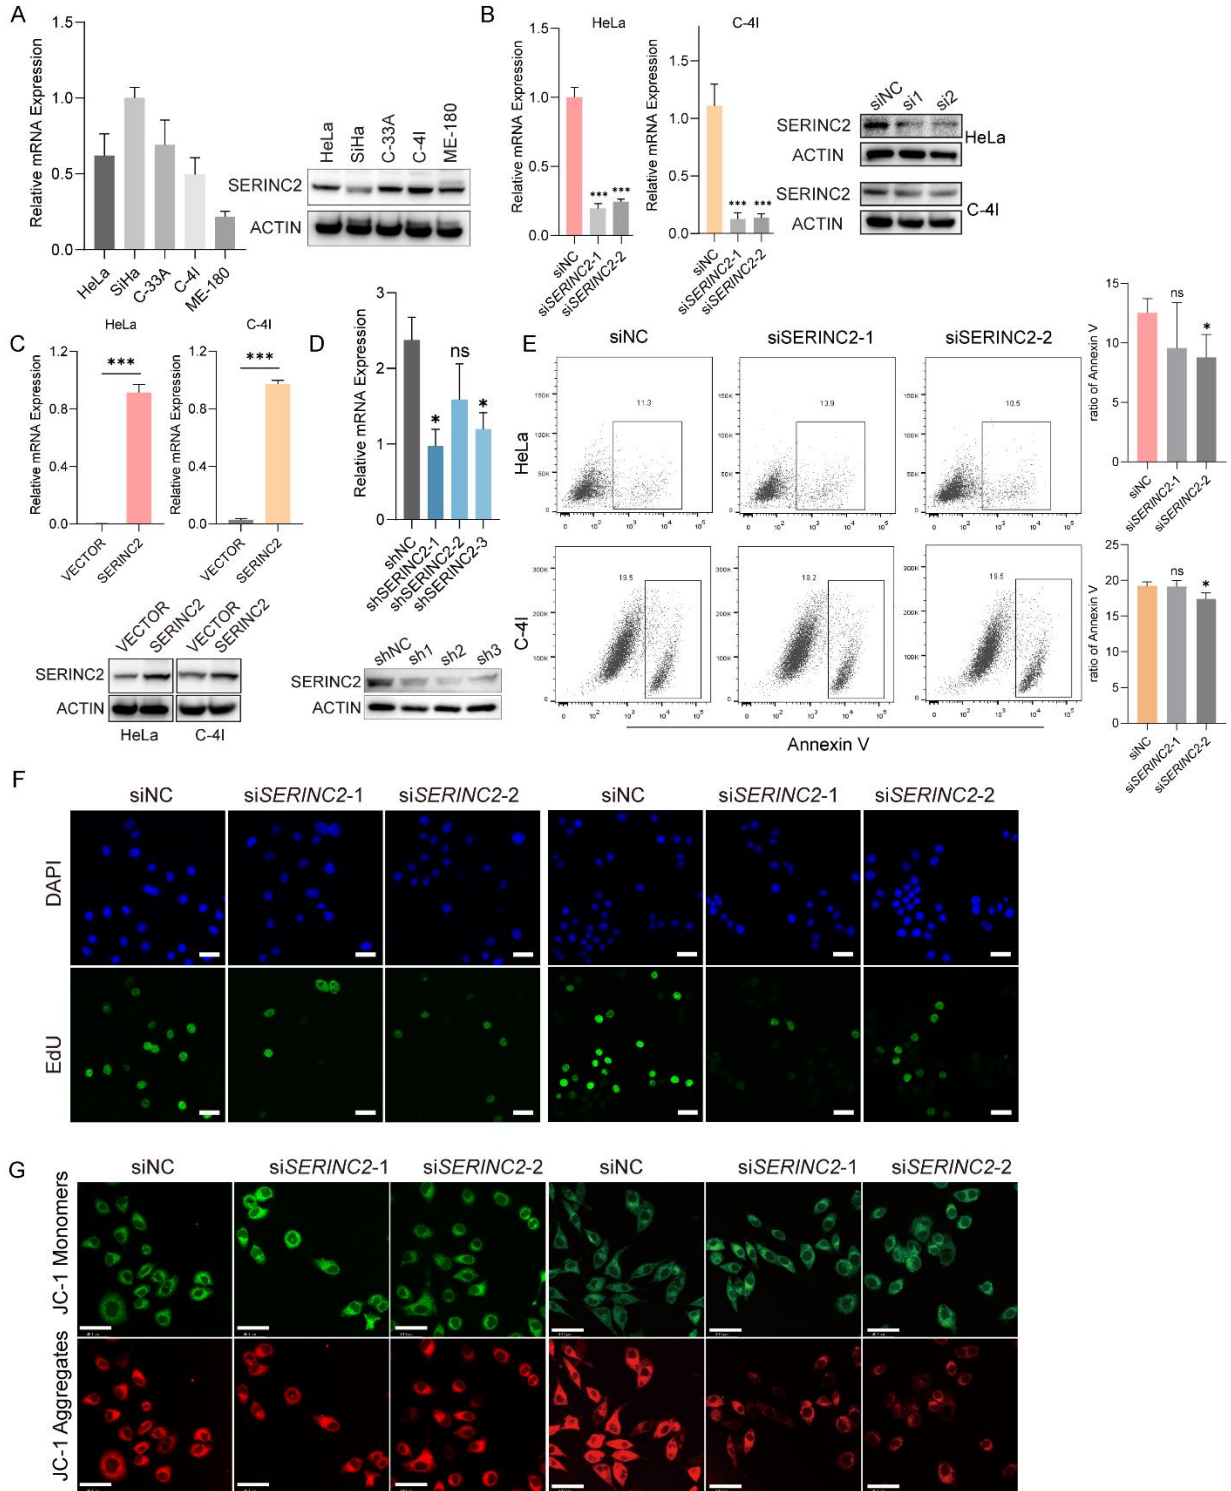 A
Relative mRNA Expression
1.5
1.0
0.5
0.0
HeLa
SiHa
C-33A
C-4I
ME-180
HeLa
SiHa
C-33A
C-4I
ME-180
SERINC2
ACTIN
B
HeLa
Relative mRNA Expression
1.5
1.0
0.5
0.0
*** ***
siNC
siSERINC2-1
siSERINC2-2
C-4I
Relative mRNA Expression
1.5
1.0
0.5
0.0
*** ***
siNC
siSERINC2-1
siSERINC2-2
siNC
si1
si2
SERINC2
ACTIN
HeLa
SERINC2
ACTIN
C-4I
C
HeLa
Relative mRNA Expression
1.2
0.8
0.4
0.0
***
VECTOR
SERINC2
C-4I
Relative mRNA Expression
1.2
0.8
0.4
0.0
***
VECTOR
SERINC2
VECTOR
SERINC2
VECTOR
SERINC2
SERINC2
ACTIN
HeLa C-4I
D
Relative mRNA Expression
3
2
1
0
* ns *
shNC
shSERINC2-1
shSERINC2-2
shSERINC2-3
shNC
sh1
sh2
sh3
SERINC2
ACTIN
E
siNC siSERINC2-1 siSERINC2-2
HeLa
11.3
13.9
10.5
C-4I
19.5
19.2
19.5
Annexin V
ratio of Annexin V
15
10
5
0
ns *
siNC
siSERINC2-1
siSERINC2-2
ratio of Annexin V
25
20
15
10
5
0
ns *
siNC
siSERINC2-1
siSERINC2-2
F
siNC siSERINC2-1 siSERINC2-2 siNC siSERINC2-1 siSERINC2-2
DAPI
EdU
G
siNC siSERINC2-1 siSERINC2-2 siNC siSERINC2-1 siSERINC2-2
JC-1 Monomers
JC-1 Aggregates